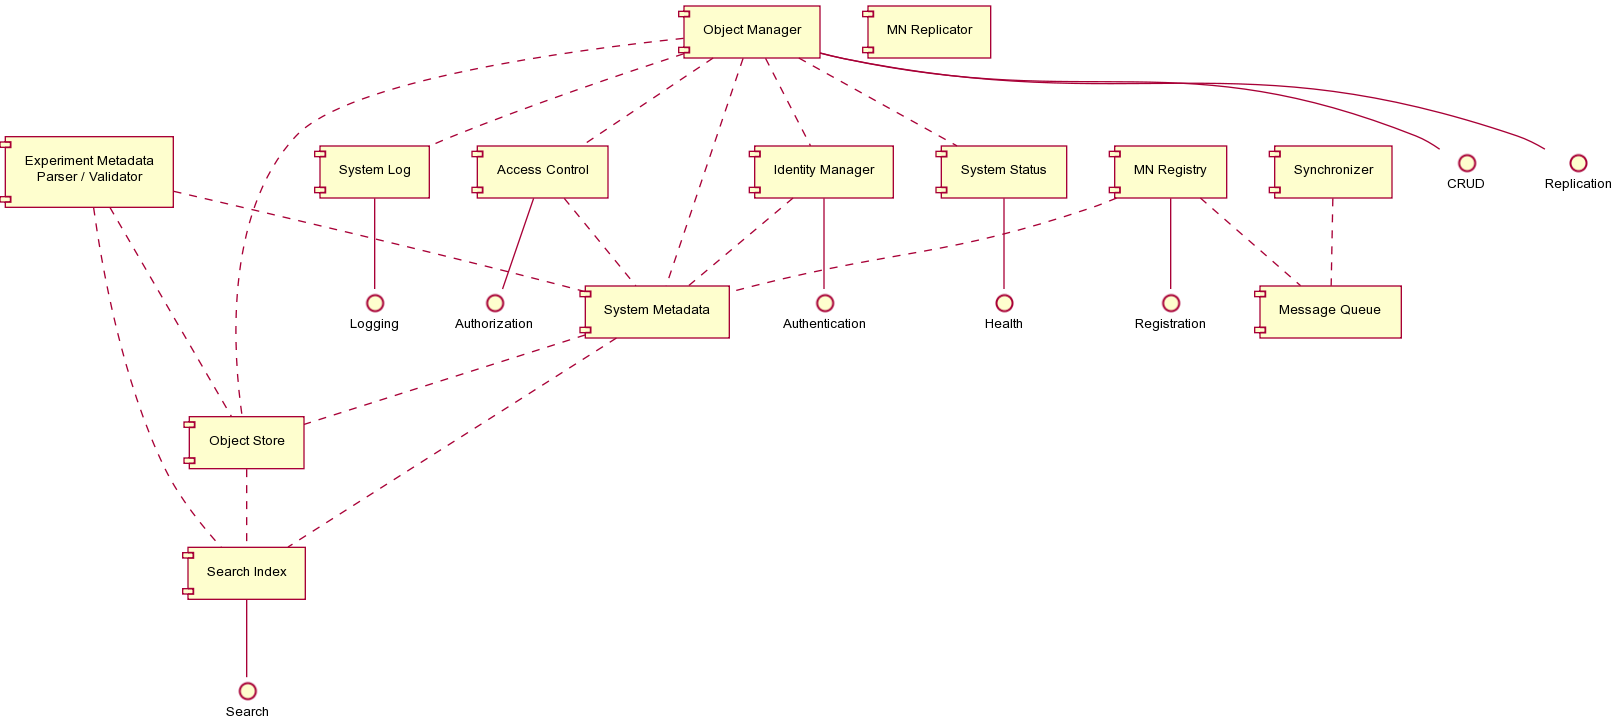 Object Manager
MN Replicator
Experiment Metadata
Parser / Validator
System Log
Access Control
Identity Manager
System Status
MN Registry
Synchronizer
CRUD
Replication
Logging
Authorization
System Metadata
Authentication
Health
Registration
Message Queue
Object Store
Search Index
Search